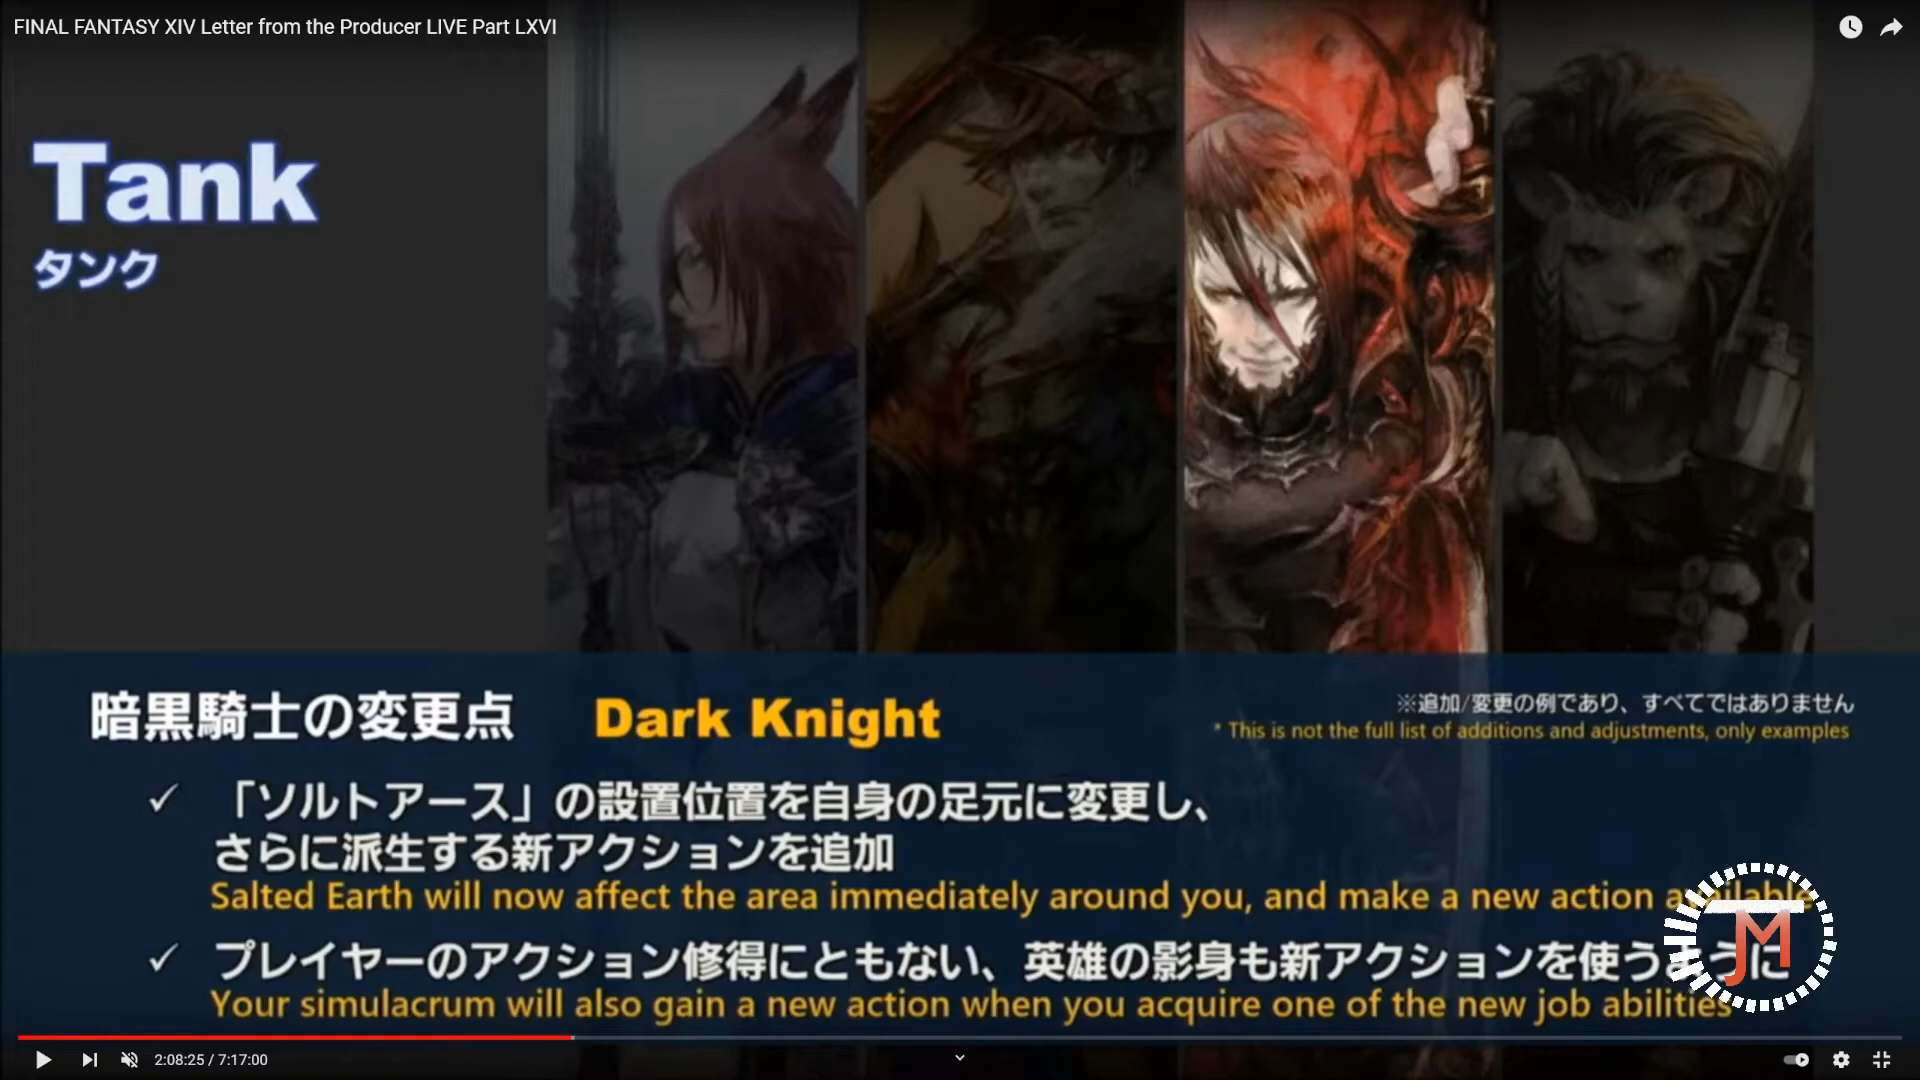 FINAL FANTASY XIV Letter from the Producer LIVE Part LXVI
Tank
タンク
暗黒騎士の変更点 Dark Knight
※追加/変更の例であり、すべてではありません
* This is not the full list of additions and adjustments, only examples
✓ 「ソルトアース」の設置位置を自身の足元に変更し、
さらに派生する新アクションを追加
Salted Earth will now affect the area immediately around you, and make a new action available
✓ プレイヤーのアクション修得にともない、英雄の影身も新アクションを使うように
Your simulacrum will also gain a new action when you acquire one of the new job abilities
JM
2:08:25 / 7:17:00